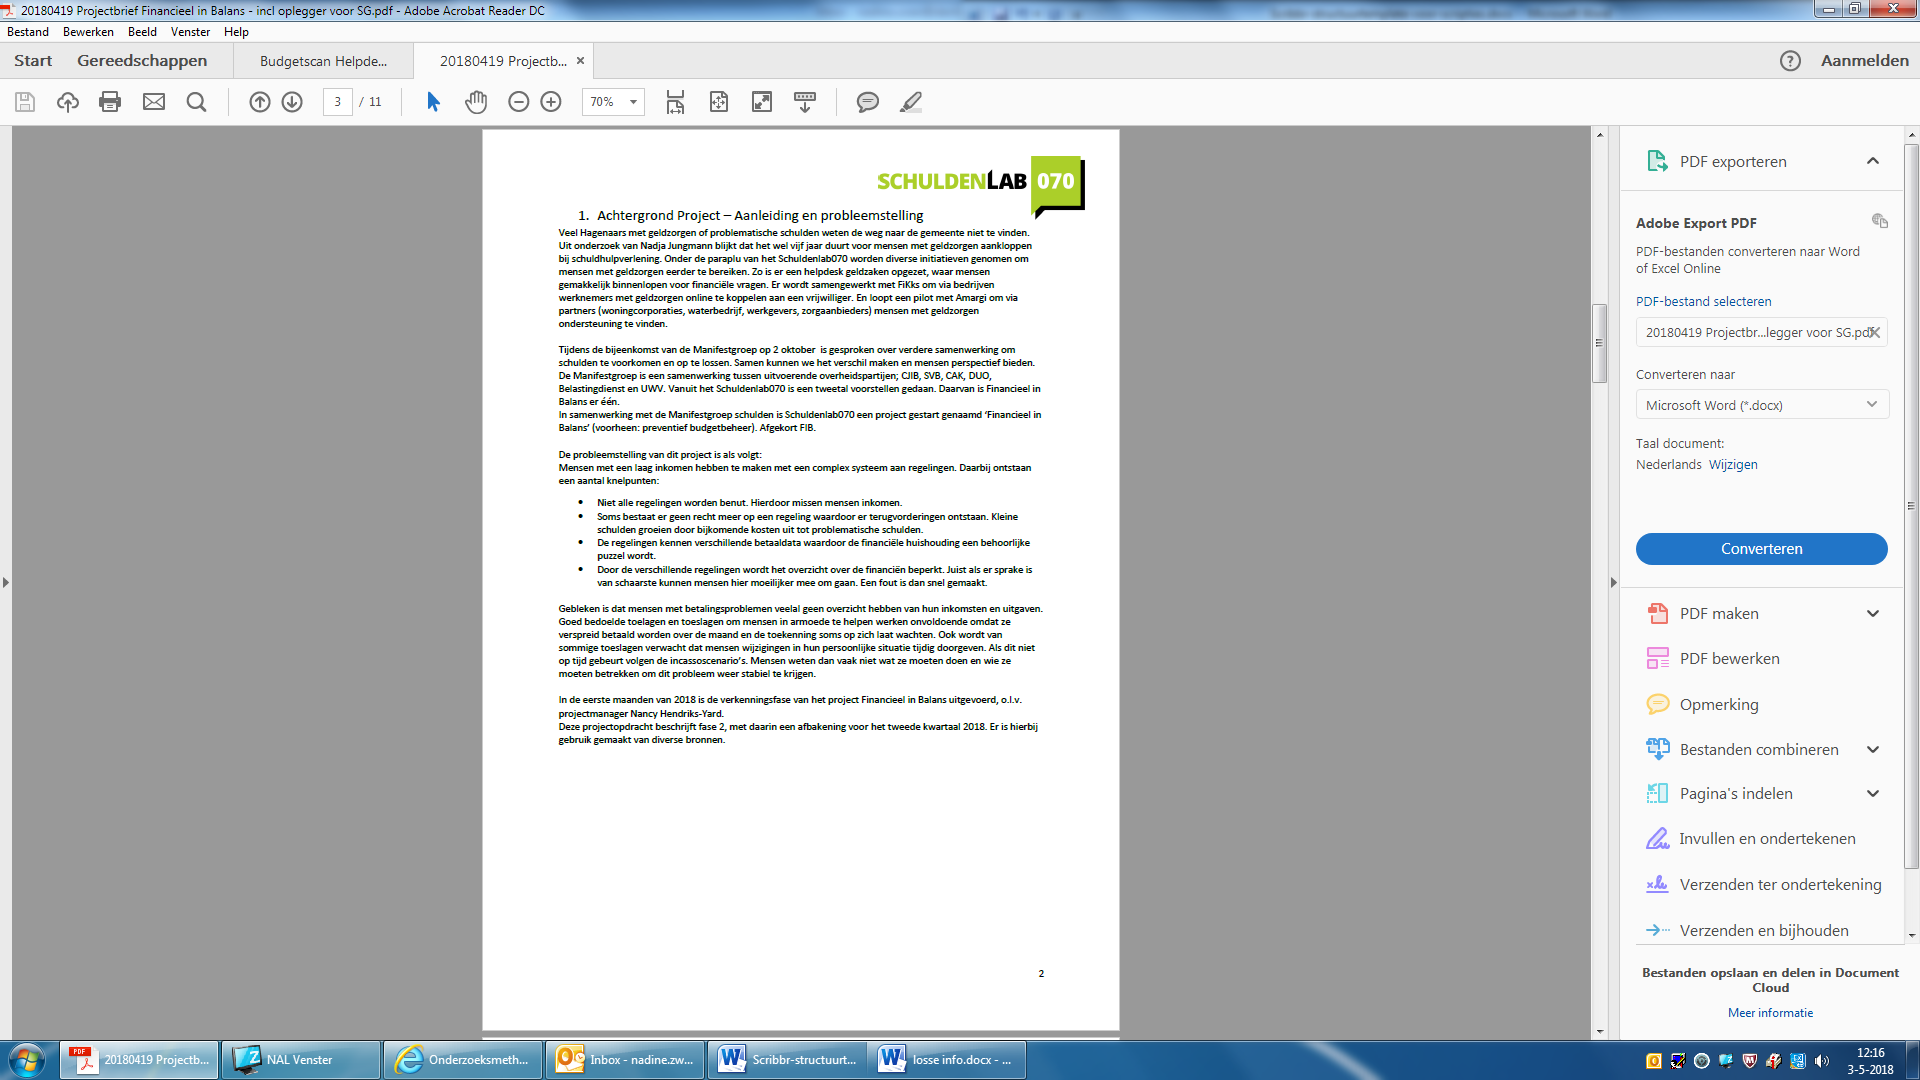 20180419 Projectbrief Financieel in Balans - incl oplegger voor SG.pdf - Adobe Acrobat Reader DC
Bestand Bewerken Beeld Venster Help
Start Gereedschappen Budgetscan Helpde... 20180419 Projectb... × Aanmelden
3 / 11 70%
SCHULDENLAB 070
1. Achtergrond Project – Aanleiding en probleemstelling
Veel Hagenaars met geldzorgen of problematische schulden weten de weg naar de gemeente niet te vinden.
Uit onderzoek van Nadja Jungmann blijkt dat het wel vijf jaar duurt voor mensen met geldzorgen aankloppen
bij schuldhulpverlening. Onder de paraplu van het Schuldenlab070 worden diverse initiatieven genomen om
mensen met geldzorgen eerder te bereiken. Zo is er een helpdesk geldzaken opgezet, waar mensen
gemakkelijk binnenlopen voor financiële vragen. Er wordt samengewerkt met FiKks om via bedrijven
werknemers met geldzorgen online te koppelen aan een vrijwilliger. En loopt een pilot met Amargi om via
partners (woningcorporaties, waterbedrijf, werkgevers, zorgaanbieders) mensen met geldzorgen
ondersteuning te vinden.
Tijdens de bijeenkomst van de Manifestgroep op 2 oktober is gesproken over verdere samenwerking om
schulden te voorkomen en op te lossen. Samen kunnen we het verschil maken en mensen perspectief bieden.
De Manifestgroep is een samenwerking tussen uitvoerende overheidspartijen; CJIB, SVB, CAK, DUO,
Belastingdienst en UWV. Vanuit het Schuldenlab070 is een tweetal voorstellen gedaan. Daarvan is Financieel in
Balans er één.
In samenwerking met de Manifestgroep schulden is Schuldenlab070 een project gestart genaamd ‘Financieel in
Balans’ (voorheen: preventief budgetbeheer). Afgekort FIB.
De probleemstelling van dit project is als volgt:
Mensen met een laag inkomen hebben te maken met een complex systeem aan regelingen. Daarbij ontstaan
een aantal knelpunten:
• Niet alle regelingen worden benut. Hierdoor missen mensen inkomen.
• Soms bestaat er geen recht meer op een regeling waardoor er terugvorderingen ontstaan. Kleine
schulden groeien door bijkomende kosten uit tot problematische schulden.
• De regelingen kennen verschillende betaaldata waardoor de financiële huishouding een behoorlijke
puzzel wordt.
• Door de verschillende regelingen wordt het overzicht over de financiën beperkt. Juist als er sprake is
van schaarste kunnen mensen hier moeilijker mee om gaan. Een fout is dan snel gemaakt.
Gebleken is dat mensen met betalingsproblemen veelal geen overzicht hebben van hun inkomsten en uitgaven.
Goed bedoelde toelagen en toeslagen om mensen in armoede te helpen werken onvoldoende omdat ze
verspreid betaald worden over de maand en de toekenning soms op zich laat wachten. Ook wordt van
sommige toeslagen verwacht dat mensen wijzigingen in hun persoonlijke situatie tijdig doorgeven. Als dit niet
op tijd gebeurt volgen de incassoscenario’s. Mensen weten dan vaak niet wat ze moeten doen en wie ze
moeten betrekken om dit probleem weer stabiel te krijgen.
In de eerste maanden van 2018 is de verkenningsfase van het project Financieel in Balans uitgevoerd, o.l.v.
projectmanager Nancy Hendriks-Yard.
Deze projectopdracht beschrijft fase 2, met daarin een afbakening voor het tweede kwartaal 2018. Er is hierbij
gebruik gemaakt van diverse bronnen.
2
PDF exporteren
Adobe Export PDF
PDF-bestanden converteren naar Word
of Excel Online
PDF-bestand selecteren
20180419 Projectbr...legger voor SG.pdf
Converteren naar
Microsoft Word (*.docx)
Taal document:
Nederlands Wijzigen
Converteren
PDF maken
PDF bewerken
Opmerking
Bestanden combineren
Pagina's indelen
Invullen en ondertekenen
Verzenden ter ondertekening
Verzenden en bijhouden
Bestanden opslaan en delen in Document
Cloud
Meer informatie
20180419 Projectb... NAL Venster Onderzoeksmeth... Inbox - nadine.zw... Scribbr-structuurt... losse info.docx - ...
12:16
3-5-2018